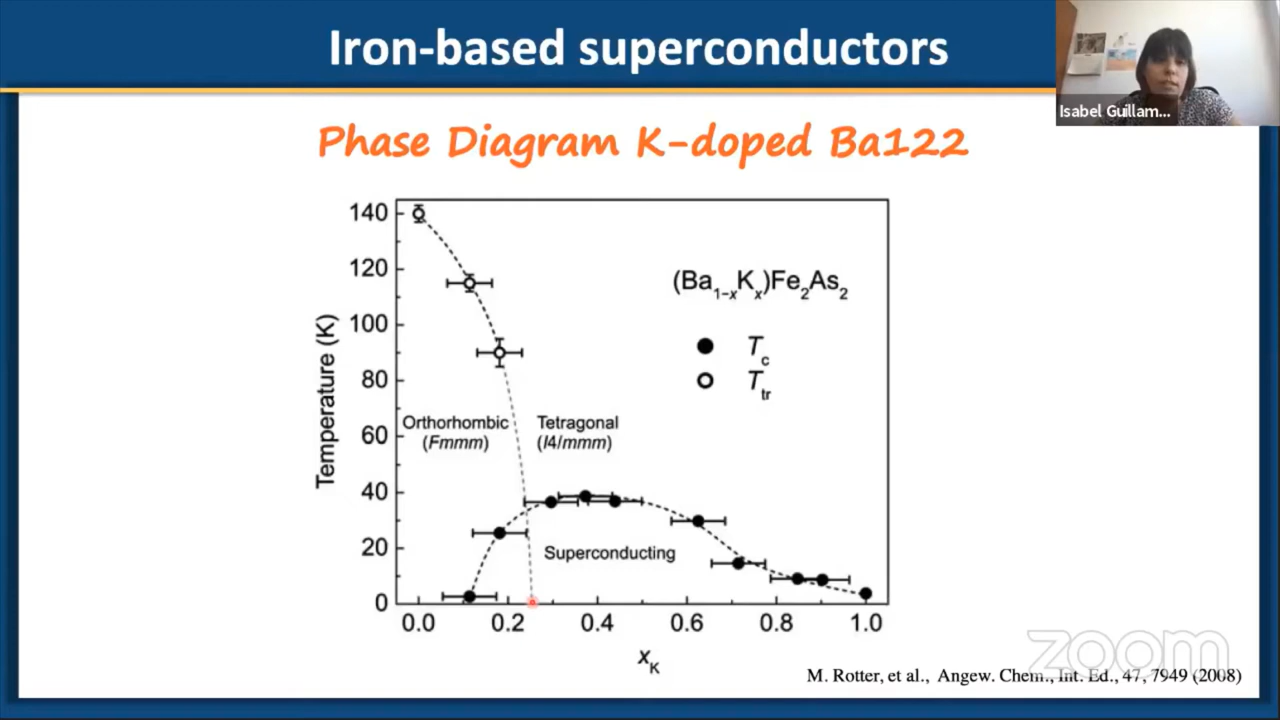 Iron-based superconductors
Isabel Guillam...
Phase Diagram K-doped Ba122
140
120
100
80
60
40
20
0
Temperature (K)
(Ba1−xKx)Fe2As2
Tc
Ttr
Orthorhombic
(Fmmm)
Tetragonal
(I4/mmm)
Superconducting
0.0 0.2 0.4 0.6 0.8 1.0
xK
zoom
M. Rotter, et al., Angew. Chem., Int. Ed., 47, 7949 (2008)